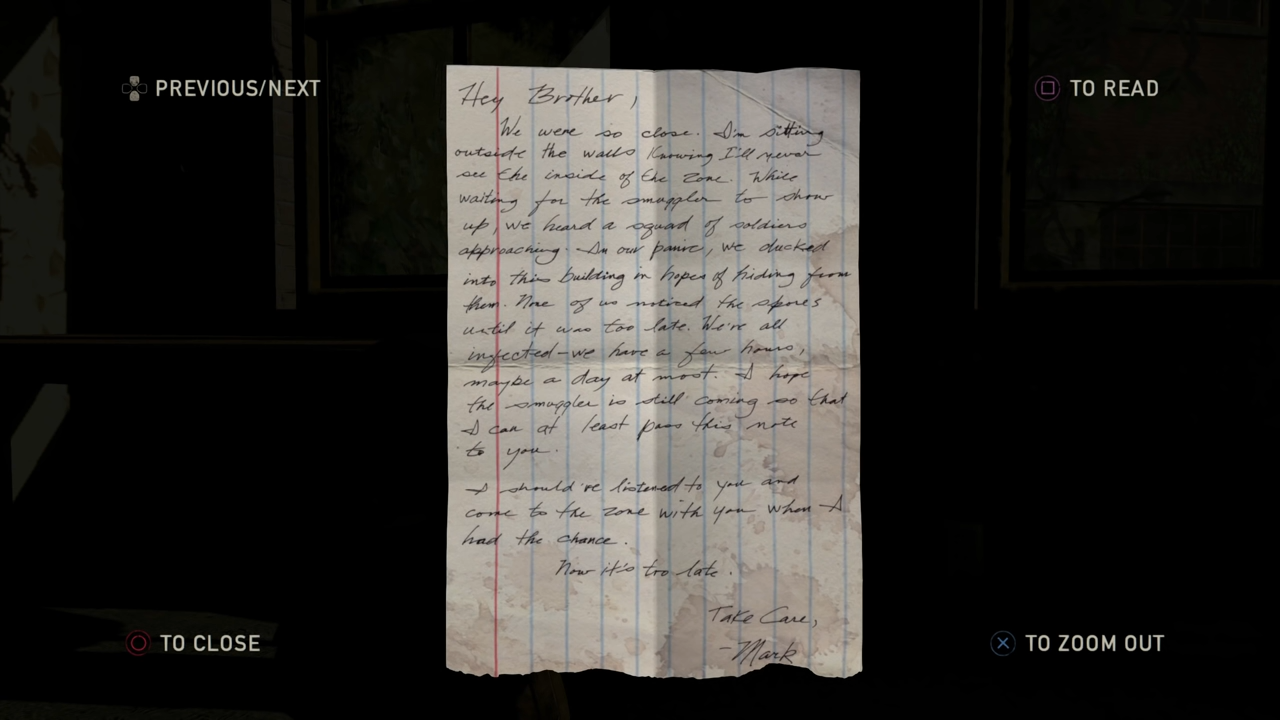 PREVIOUS/NEXT
TO READ
Hey Brother,
We were so close. I'm sitting
outside the walls knowing I'll never
see the inside of the zone. While
waiting for the smuggler to show
up, we heard a squad of soldiers
approaching. In our panic, we ducked
into this building in hopes of hiding from
them. None of us noticed the spores
until it was too late. We're all
infected-we have a few hours,
maybe a day at most. I hope
the smuggler is still coming so that
I can at least pass this note
to you.
I should've listened to you and
come to the zone with you when I
had the chance.
Now it's too late.
Take Care,
-Mark
TO CLOSE
TO ZOOM OUT